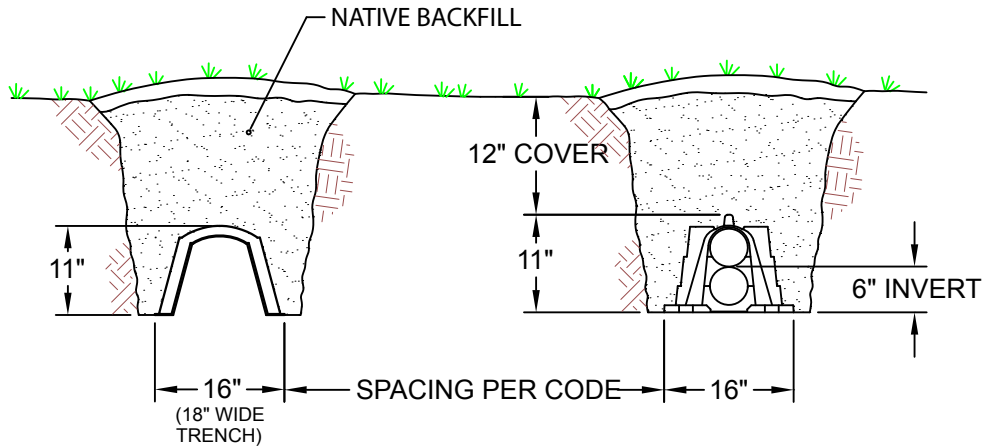 NATIVE BACKFILL
12" COVER
11"
11"
6" INVERT
16"
SPACING PER CODE
16"
(18" WIDE
TRENCH)